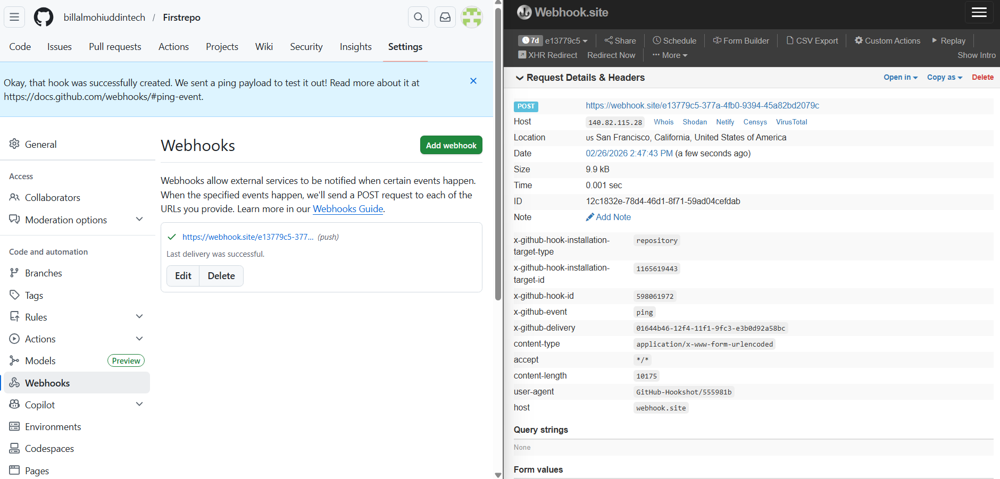 billalmohiuddintech / Firstrepo
Code Issues Pull requests Actions Projects Wiki Security Insights Settings
Okay, that hook was successfully created. We sent a ping payload to test it out! Read more about it at
https://docs.github.com/webhooks/#ping-event.
General
Access
Collaborators
Moderation options
Code and automation
Branches
Tags
Rules
Actions
Models Preview
Webhooks
Copilot
Environments
Codespaces
Pages
Webhooks
Add webhook
Webhooks allow external services to be notified when certain events happen.
When the specified events happen, we'll send a POST request to each of the
URLs you provide. Learn more in our Webhooks Guide.
https://webhook.site/e13779c5-377... (push)
Last delivery was successful.
Edit Delete
Webhook.site
7d e13779c5 Share Schedule Form Builder CSV Export Custom Actions Replay
XHR Redirect Redirect Now More Show Intro
Request Details & Headers Open in Copy as Delete
POST https://webhook.site/e13779c5-377a-4fb0-9394-45a82bd2079c
Host 140.82.115.28 Whois Shodan Netify Censys VirusTotal
Location us San Francisco, California, United States of America
Date 02/26/2026 2:47:43 PM (a few seconds ago)
Size 9.9 kB
Time 0.001 sec
ID 12c1832e-78d4-46d1-8f71-59ad04cefdab
Note Add Note
x-github-hook-installation-
target-type repository
x-github-hook-installation-
target-id 1165619443
x-github-hook-id 598061972
x-github-event ping
x-github-delivery 01644b46-12f4-11f1-9fc3-e3b0d92a58bc
content-type application/x-www-form-urlencoded
accept */*
content-length 10175
user-agent GitHub-Hookshot/555981b
host webhook.site
Query strings
None
Form values